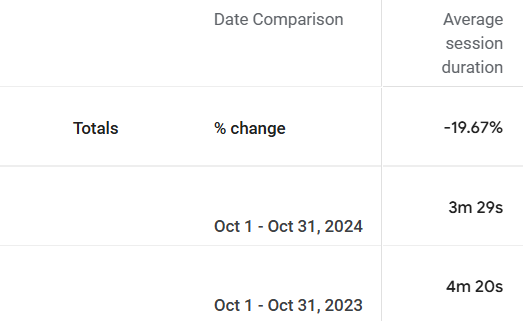 Date Comparison
Average
session
duration
Totals
% change
-19.67%
3m 29s
Oct 1 - Oct 31, 2024
4m 20s
Oct 1 - Oct 31, 2023